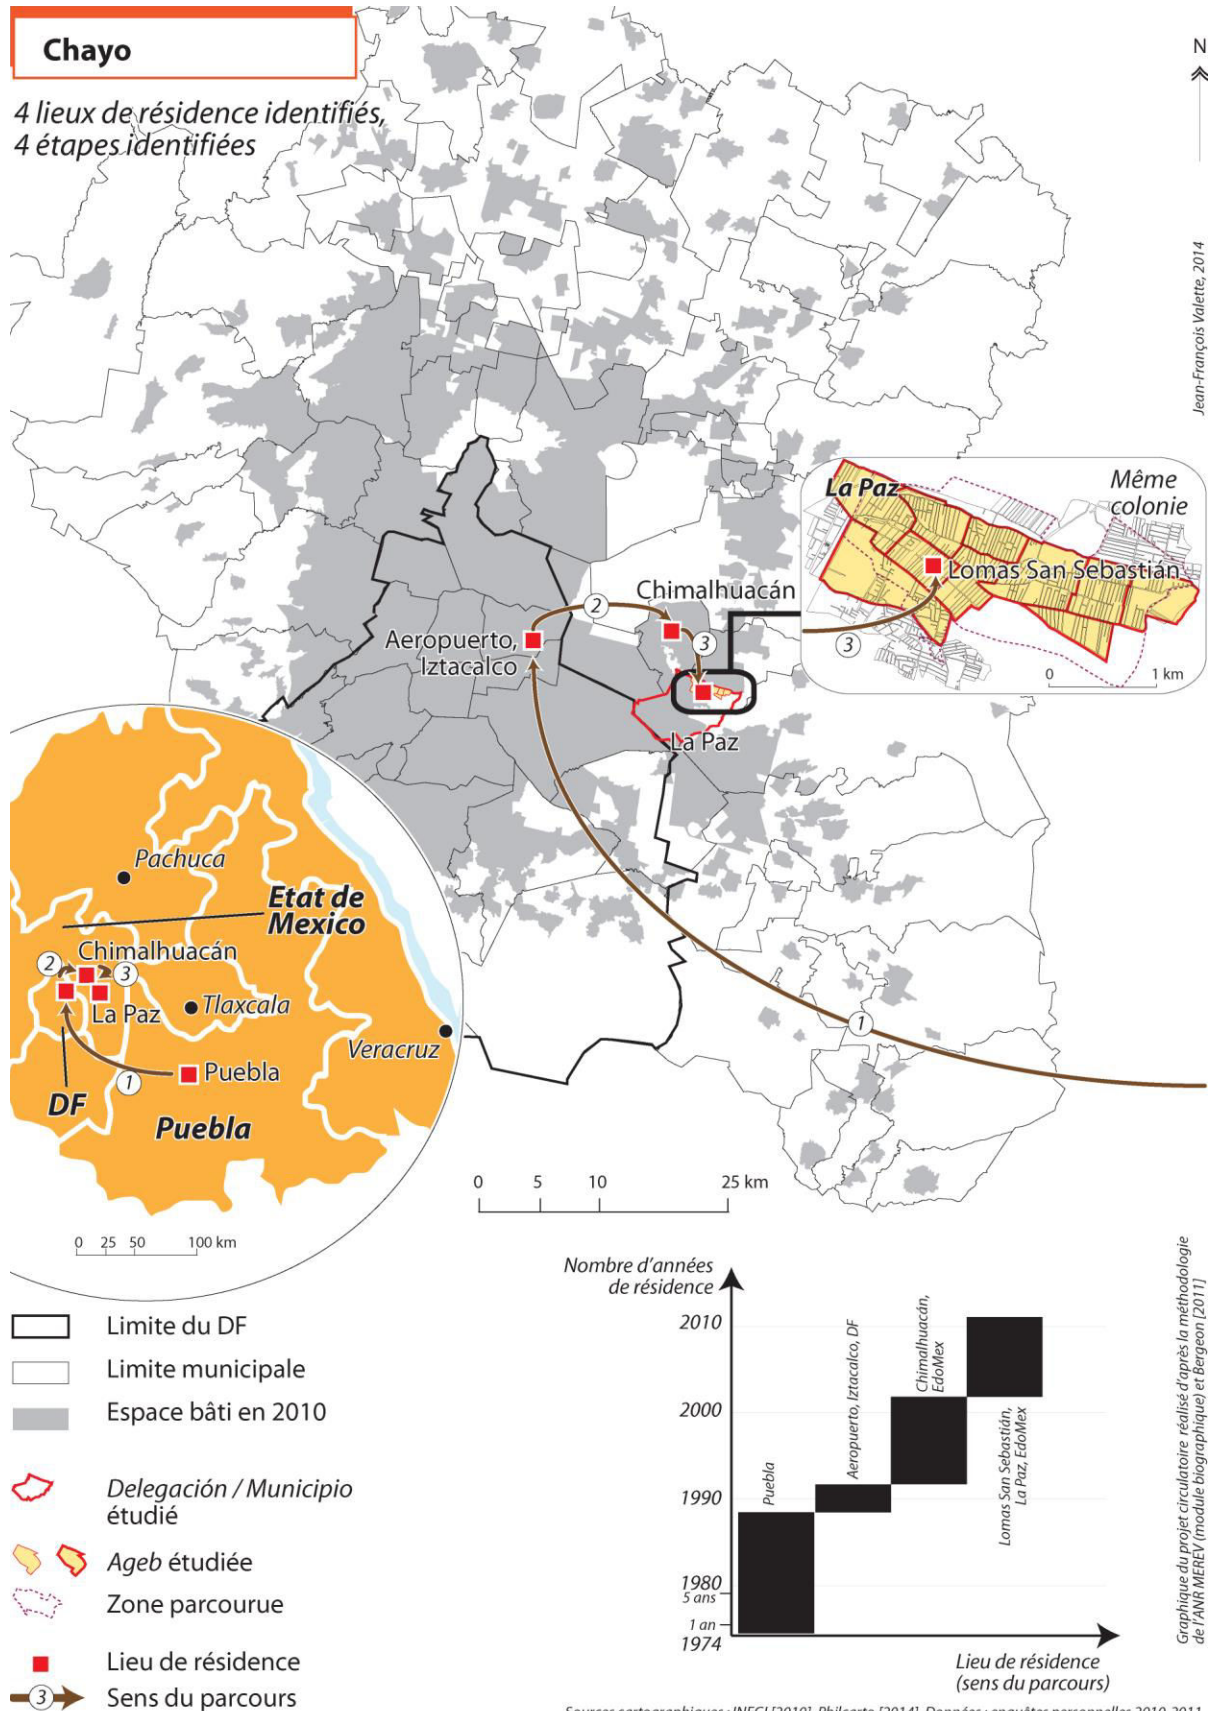 Chayo
4 lieux de résidence identifiés,
4 étapes identifiées
N
Jean-François Valette, 2014
La Paz
Même
colonie
Lomas San Sebastián
3
0 1 km
Chimalhuacán
2
3
Aeropuerto,
Iztacalco
La Paz
1
Pachuca
Etat de
Mexico
Chimalhuacán
2
3
La Paz
Tlaxcala
Veracruz
1
Puebla
DF
Puebla
0 25 50 100 km
0 5 10 25 km
Limite du DF
Limite municipale
Espace bâti en 2010
Delegación / Municipio
étudié
Ageb étudiée
Zone parcourue
Lieu de résidence
3
Sens du parcours
Nombre d'années
de résidence
2010
2000
1990
1980
5 ans
1 an
1974
Puebla
Aeropuerto, Iztacalco, DF
Chimalhuacán,
EdoMex
Lomas San Sebastián,
La Paz, EdoMex
Lieu de résidence
(sens du parcours)
Graphique du projet circulatoire réalisé d'après la méthodologie
de l'ANR MEREV (module biographique) et Bergeon [2011]